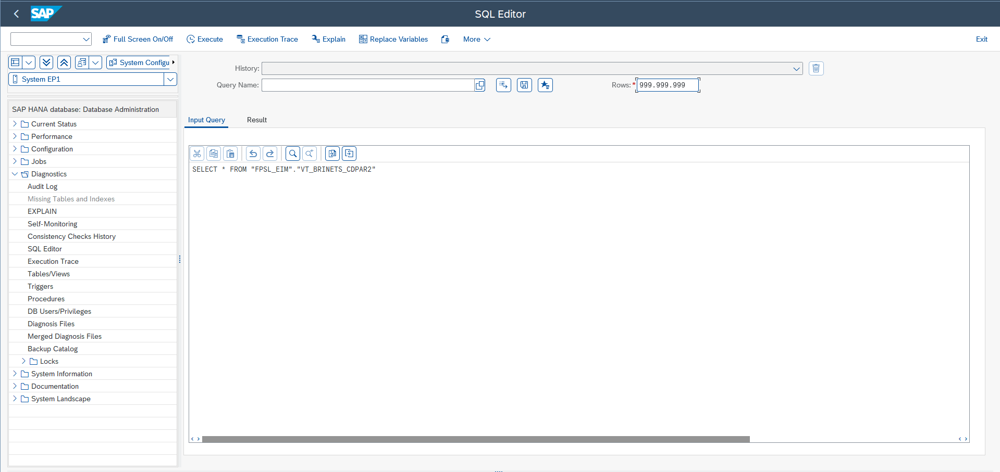 SAP
SQL Editor
Full Screen On/Off
Execute
Execution Trace
Explain
Replace Variables
More
Exit
System Configu
System EP1
History:
Query Name:
Rows:*
999.999.999
SAP HANA database: Database Administration
Current Status
Performance
Configuration
Jobs
Diagnostics
Audit Log
Missing Tables and Indexes
EXPLAIN
Self-Monitoring
Consistency Checks History
SQL Editor
Execution Trace
Tables/Views
Triggers
Procedures
DB Users/Privileges
Diagnosis Files
Merged Diagnosis Files
Backup Catalog
Locks
System Information
Documentation
System Landscape
Input Query
Result
SELECT * FROM "FPSL_EIM"."VT_BRINETS_CDPAR2"